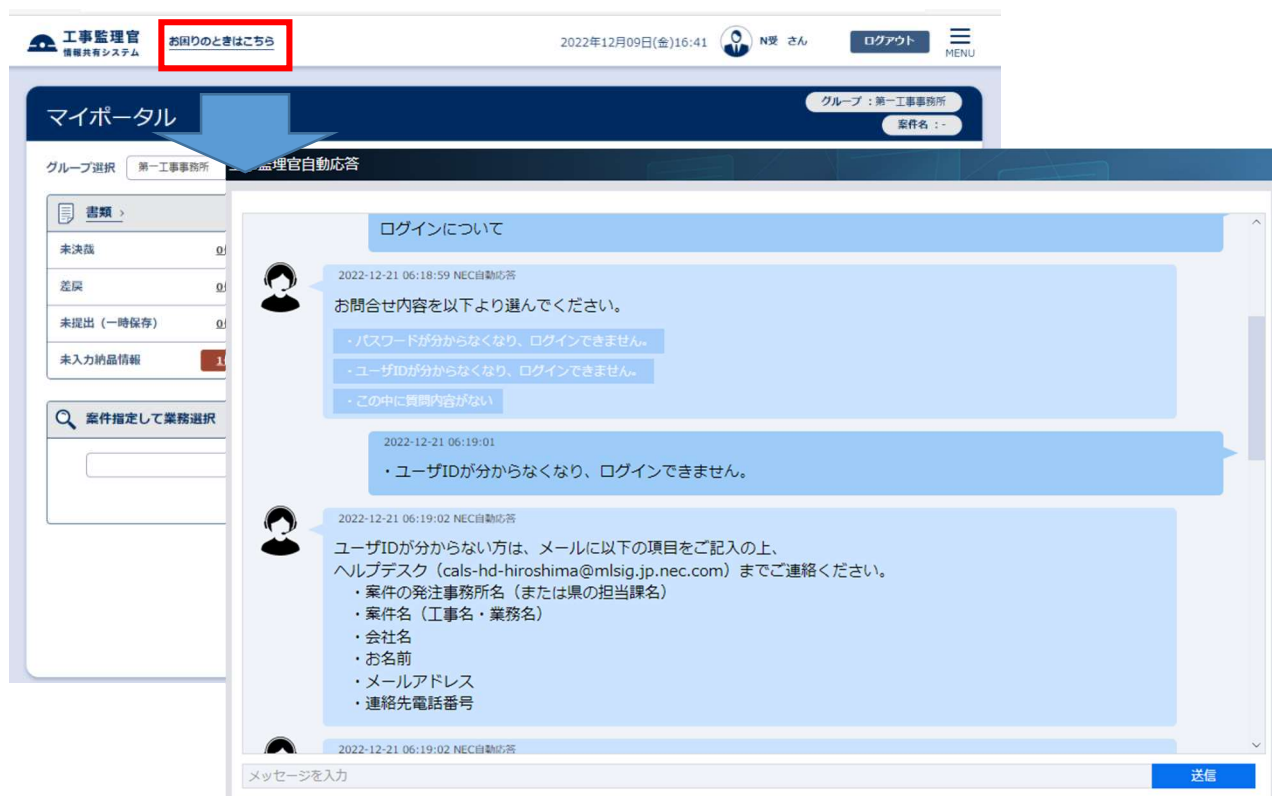 工事監理官
情報共有システム
お困りのときはこちら
2022年12月09日(金)16:41
N受 さん
ログアウト
MENU
マイポータル
グループ：第一工事事務所
案件名：-
グループ選択
第一工事事務所
書類 ›
未決裁
差戻
未提出（一時保存）
未入力納品情報
案件指定して業務選択
監理官自動応答
ログインについて
2022-12-21 06:18:59 NEC自動応答
お問合せ内容を以下より選んでください。
・パスワードが分からなくなり、ログインできません。
・ユーザIDが分からなくなり、ログインできません。
・この中に質問内容がない
2022-12-21 06:19:01
・ユーザIDが分からなくなり、ログインできません。
2022-12-21 06:19:02 NEC自動応答
ユーザIDが分からない方は、メールに以下の項目をご記入の上、
ヘルプデスク（cals-hd-hiroshima@mlsig.jp.nec.com）までご連絡ください。
・案件の発注事務所名（または県の担当課名）
・案件名（工事名・業務名）
・会社名
・お名前
・メールアドレス
・連絡先電話番号
2022-12-21 06:19:02 NEC自動応答
メッセージを入力
送信